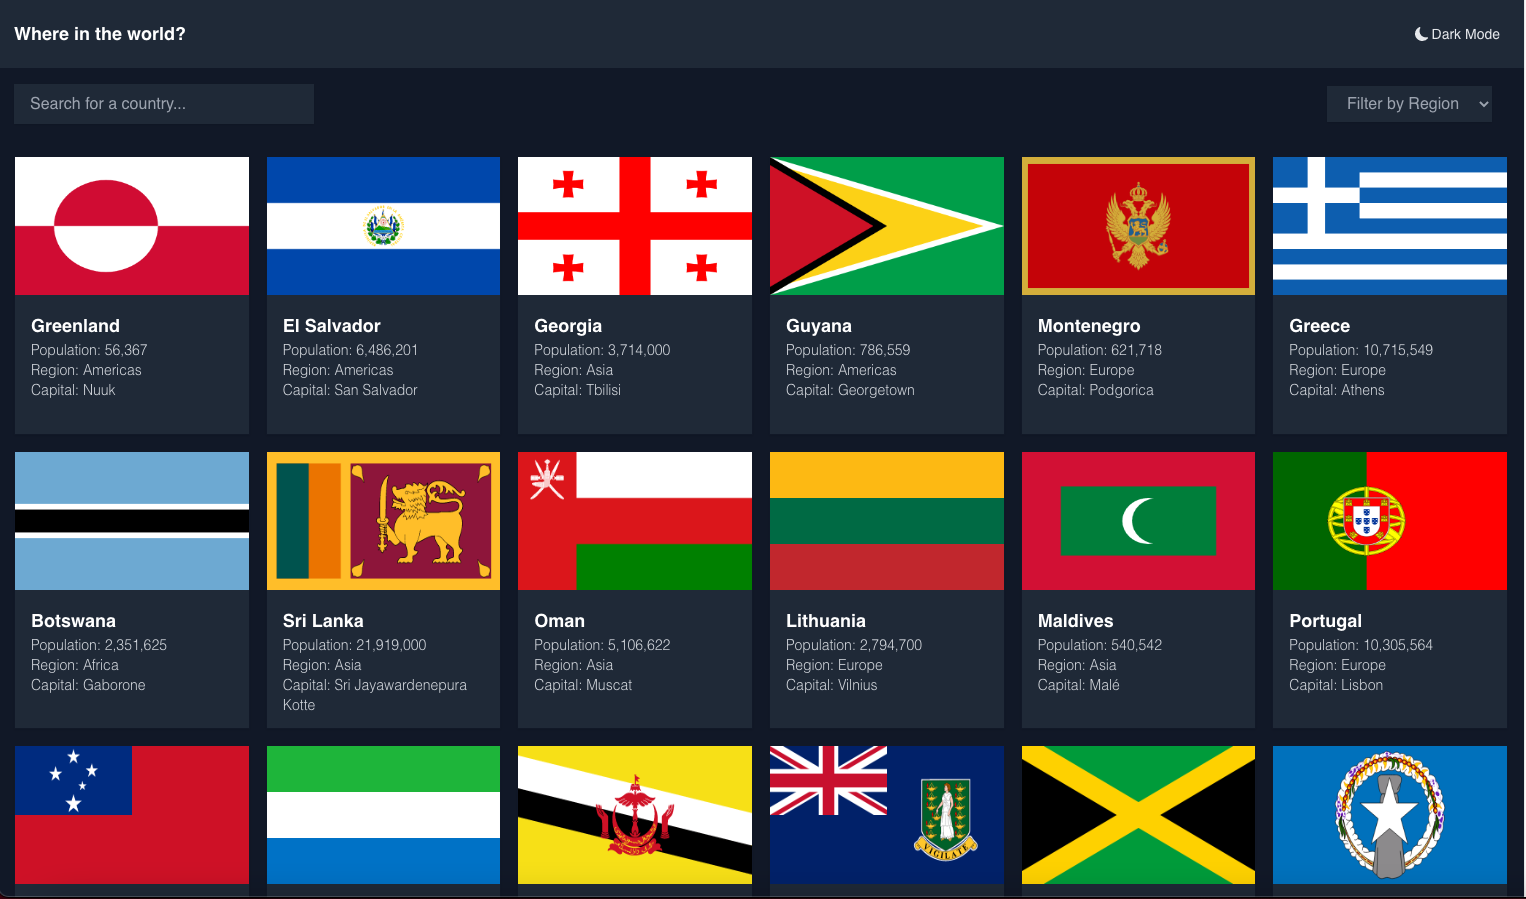 Where in the world?
Dark Mode
Search for a country...
Filter by Region
Greenland
Population: 56,367
Region: Americas
Capital: Nuuk
El Salvador
Population: 6,486,201
Region: Americas
Capital: San Salvador
Georgia
Population: 3,714,000
Region: Asia
Capital: Tbilisi
Guyana
Population: 786,559
Region: Americas
Capital: Georgetown
Montenegro
Population: 621,718
Region: Europe
Capital: Podgorica
Greece
Population: 10,715,549
Region: Europe
Capital: Athens
Botswana
Population: 2,351,625
Region: Africa
Capital: Gaborone
Sri Lanka
Population: 21,919,000
Region: Asia
Capital: Sri Jayawardenepura
Kotte
Oman
Population: 5,106,622
Region: Asia
Capital: Muscat
Lithuania
Population: 2,794,700
Region: Europe
Capital: Vilnius
Maldives
Population: 540,542
Region: Asia
Capital: Malé
Portugal
Population: 10,305,564
Region: Europe
Capital: Lisbon
VIGILATE